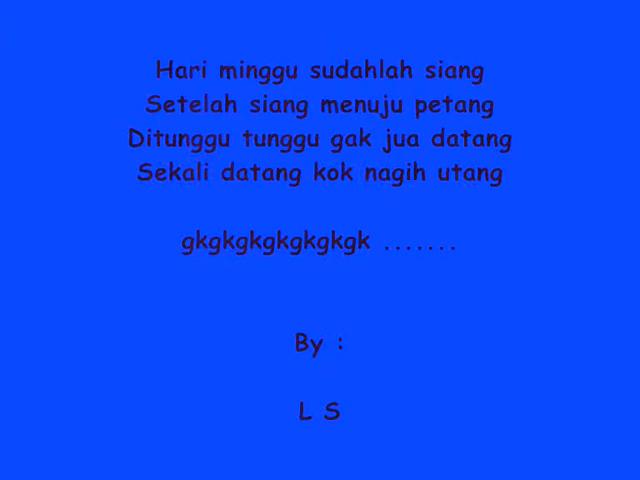 Hari minggu sudahlah siang
Setelah siang menuju petang
Ditunggu tunggu gak jua datang
Sekali datang kok nagih utang
gkgkgkgkgkgkgk .......
By :
L S